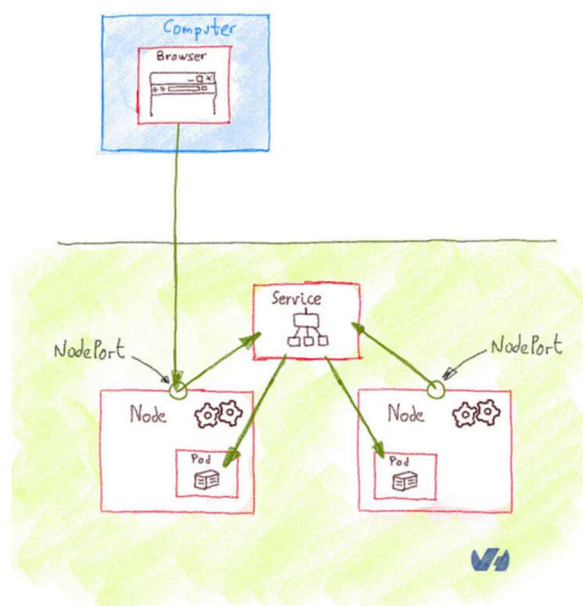 Computer
Browser
Service
NodePort
NodePort
Node
Node
Pod
Pod